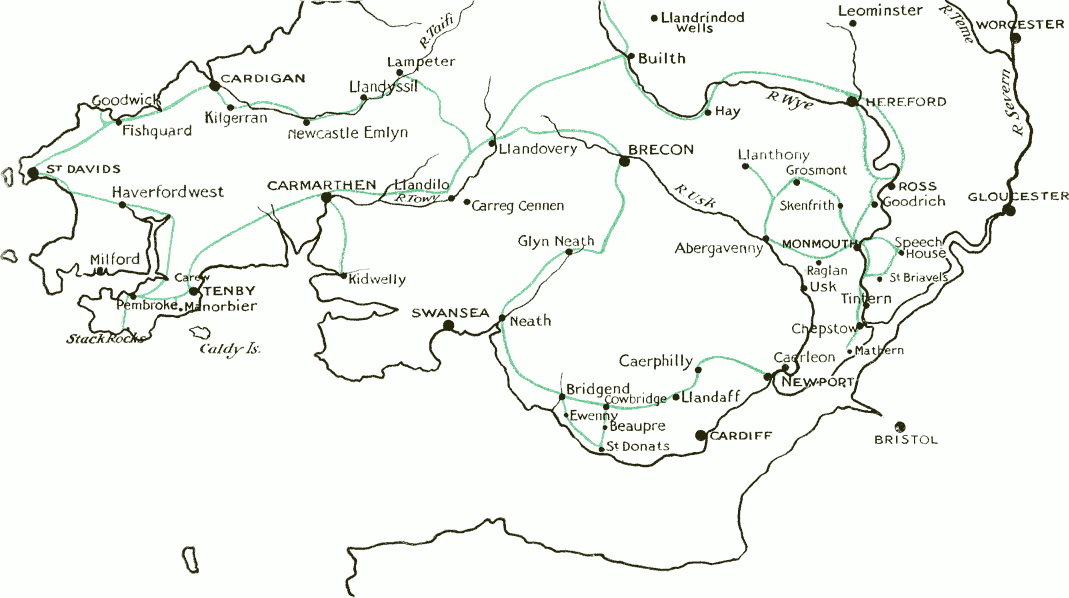 Leominster
R. Teme
WORCESTER
Llandrindod
wells
R. Taifi
Builth
Lampeter
CARDIGAN
Llandyssil
R. Severn
Goodwick
R. Wye
HEREFORD
Kilgerran
Hay
Fishguard
Newcastle Emlyn
Llandovery
BRECON
Llanthony
Grosmont
ST DAVIDS
CARMARTHEN
Llandilo
R. Towy
ROSS
Haverfordwest
R. Usk
Skenfrith
Goodrich
GLOUCESTER
Carreg Cennen
Glyn Neath
Abergavenny
MONMOUTH
Speech
House
Milford
Carew
Kidwelly
Raglan
St Briavels
TENBY
Usk
Pembroke
Manorbier
Tintern
SWANSEA
Neath
Chepstow
Stack Rocks
Caldy Is.
Caerphilly
Caerleon
Mathern
NEWPORT
Bridgend
Cowbridge
Llandaff
Ewenny
Beaupre
CARDIFF
BRISTOL
St Donats